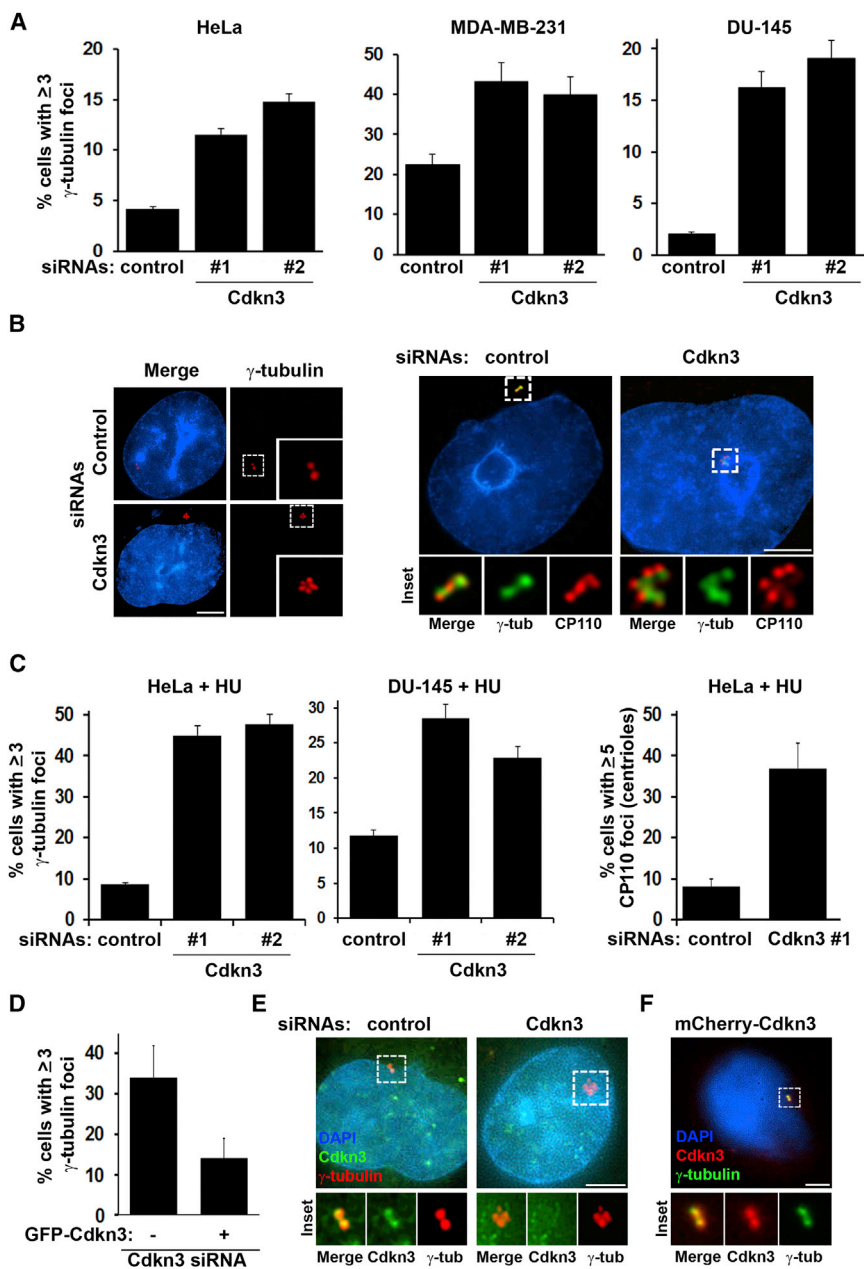 A
HeLa
MDA-MB-231
DU-145
% cells with ≥3
γ-tubulin foci
20
15
10
5
0
50
40
30
20
10
0
20
15
10
5
0
siRNAs: control #1 #2
Cdkn3
control #1 #2
Cdkn3
control #1 #2
Cdkn3
B
Merge γ-tubulin
siRNAs
Control
Cdkn3
siRNAs: control Cdkn3
Inset
Merge γ-tub CP110
Merge γ-tub CP110
C
HeLa + HU
DU-145 + HU
HeLa + HU
% cells with ≥3
γ-tubulin foci
50
40
30
20
10
0
30
25
20
15
10
5
0
% cells with ≥5
CP110 foci (centrioles)
50
40
30
20
10
0
siRNAs: control #1 #2
Cdkn3
control #1 #2
Cdkn3
siRNAs: control Cdkn3 #1
D
% cells with ≥3
γ-tubulin foci
40
30
20
10
0
GFP-Cdkn3: - +
Cdkn3 siRNA
E
siRNAs: control Cdkn3
DAPI
Cdkn3
γ-tubulin
Inset
Merge Cdkn3 γ-tub
Merge Cdkn3 γ-tub
F
mCherry-Cdkn3
DAPI
Cdkn3
γ-tubulin
Inset
Merge Cdkn3 γ-tub